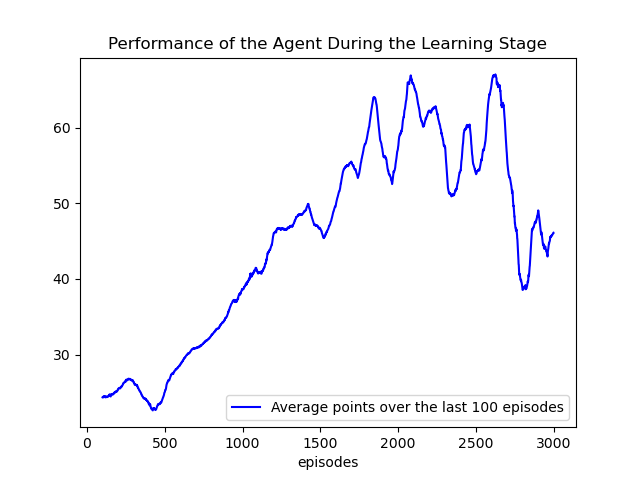 Performance of the Agent During the Learning Stage
60
50
40
30
Average points over the last 100 episodes
0 500 1000 1500 2000 2500 3000
episodes